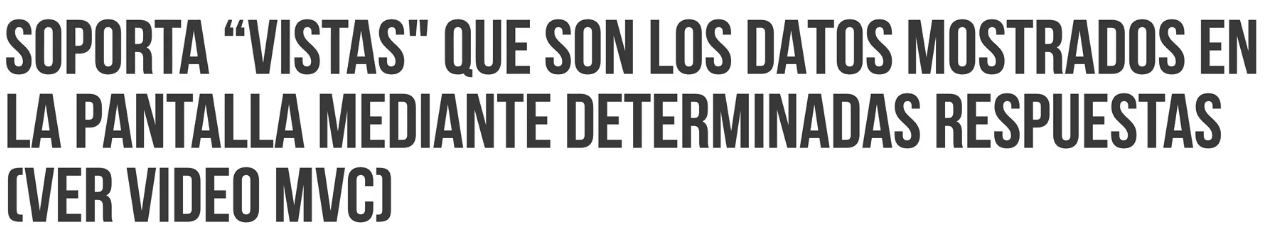 SOPORTA “VISTAS" QUE SON LOS DATOS MOSTRADOS EN
LA PANTALLA MEDIANTE DETERMINADAS RESPUESTAS
(VER VIDEO MVC)